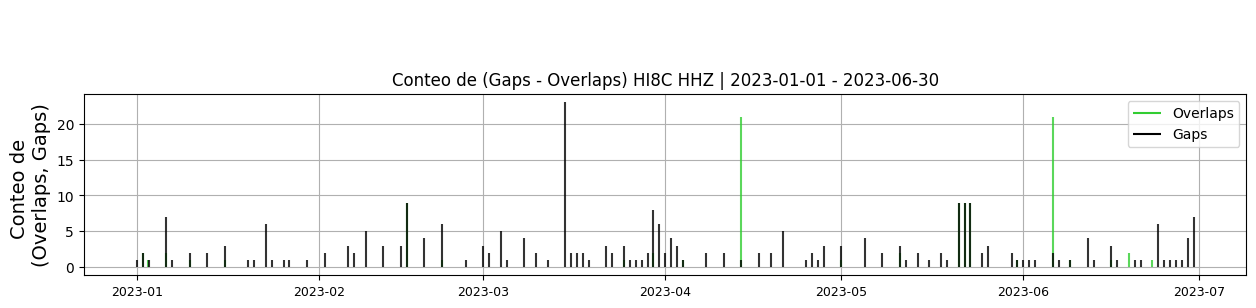 Conteo de (Gaps - Overlaps) HI8C HHZ | 2023-01-01 - 2023-06-30
Conteo de
(Overlaps, Gaps)
20
15
10
5
0
Overlaps
Gaps
2023-01
2023-02
2023-03
2023-04
2023-05
2023-06
2023-07